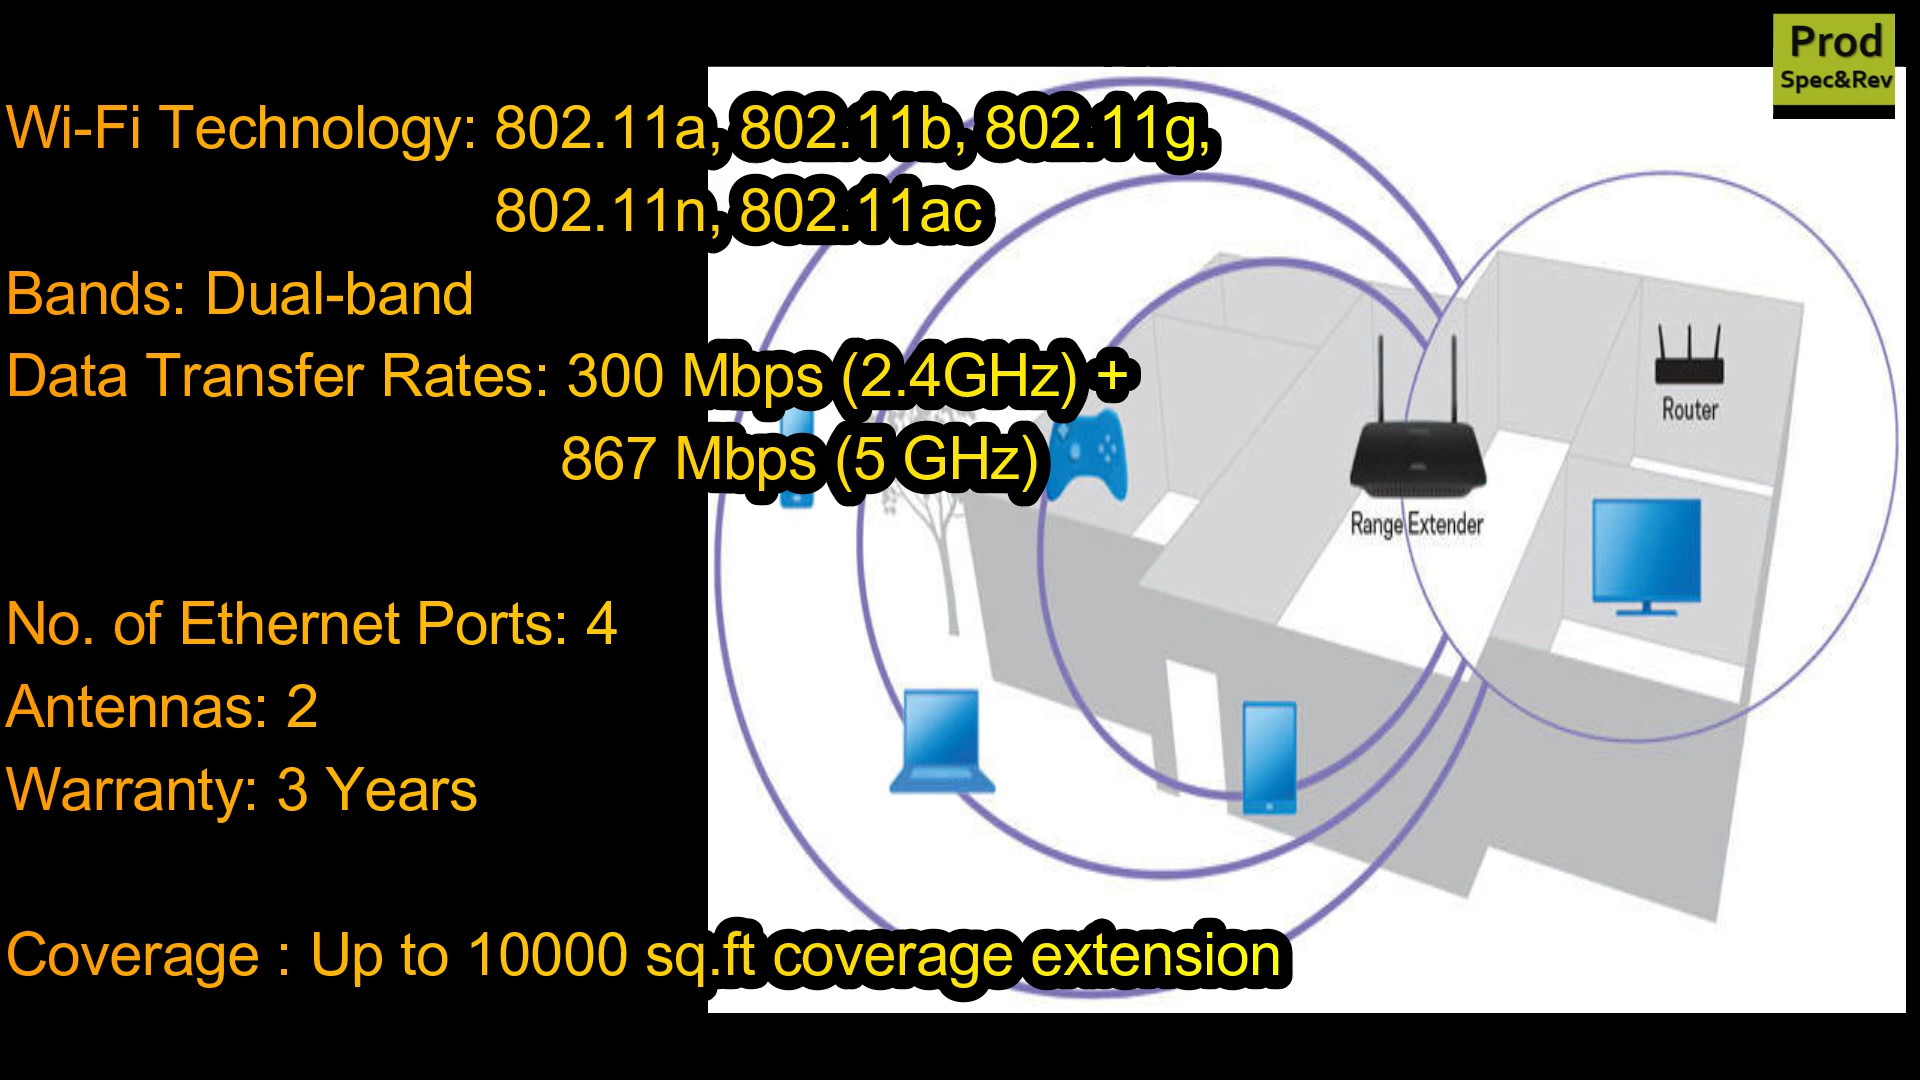 Prod
Spec&Rev
Wi-Fi Technology: 802.11a, 802.11b, 802.11g,
802.11n, 802.11ac
Bands: Dual-band
Data Transfer Rates: 300 Mbps (2.4GHz) +
867 Mbps (5 GHz)
Router
Range Extender
No. of Ethernet Ports: 4
Antennas: 2
Warranty: 3 Years
Coverage : Up to 10000 sq.ft coverage extension